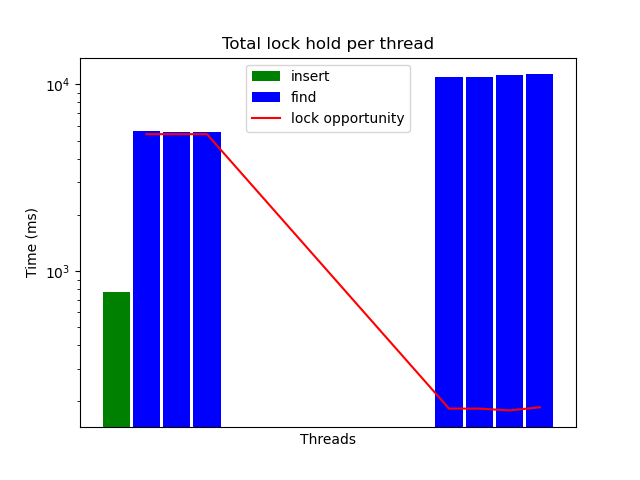 Total lock hold per thread
insert
find
lock opportunity
10⁴
10³
Time (ms)
Threads